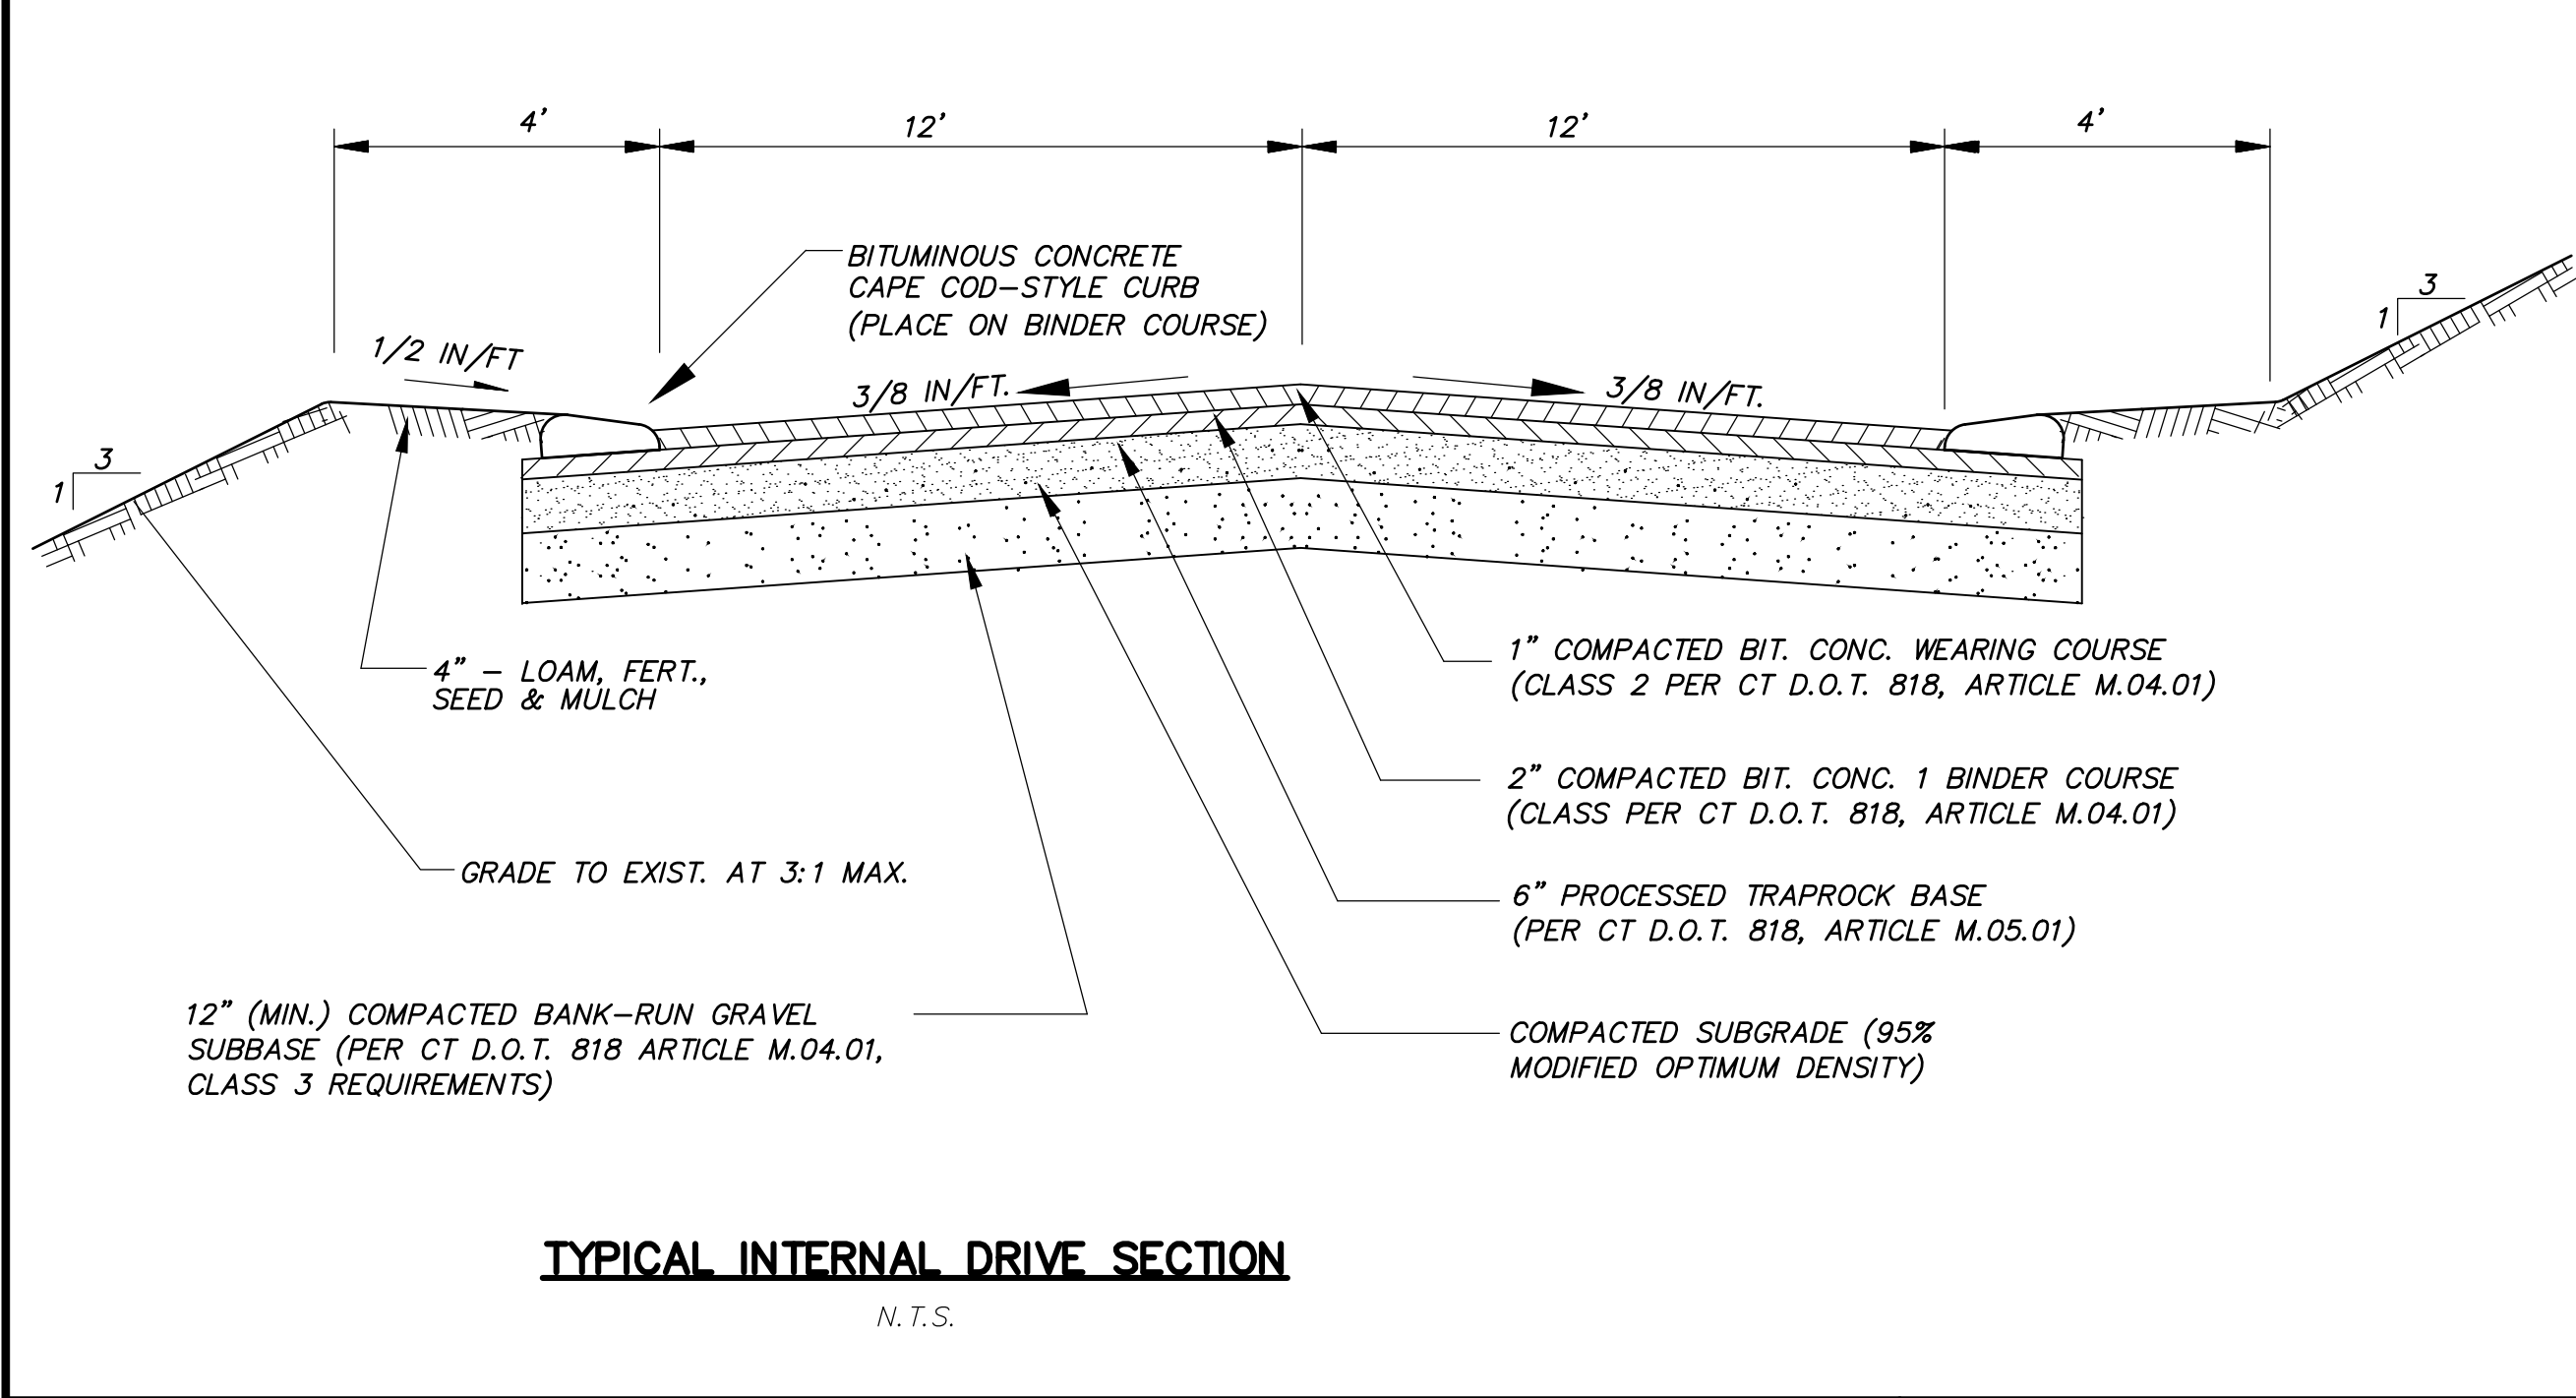 4’
12’
12’
4’
BITUMINOUS CONCRETE
CAPE COD–STYLE CURB
(PLACE ON BINDER COURSE)
3
1
1/2 IN/FT
3/8 IN/FT.
3/8 IN/FT.
3
1
4” – LOAM, FERT.,
SEED & MULCH
GRADE TO EXIST. AT 3:1 MAX.
12” (MIN.) COMPACTED BANK–RUN GRAVEL
SUBBASE (PER CT D.O.T. 818 ARTICLE M.04.01,
CLASS 3 REQUIREMENTS)
1” COMPACTED BIT. CONC. WEARING COURSE
(CLASS 2 PER CT D.O.T. 818, ARTICLE M.04.01)
2” COMPACTED BIT. CONC. 1 BINDER COURSE
(CLASS PER CT D.O.T. 818, ARTICLE M.04.01)
6” PROCESSED TRAPROCK BASE
(PER CT D.O.T. 818, ARTICLE M.05.01)
COMPACTED SUBGRADE (95%
MODIFIED OPTIMUM DENSITY)
TYPICAL INTERNAL DRIVE SECTION
N.T.S.